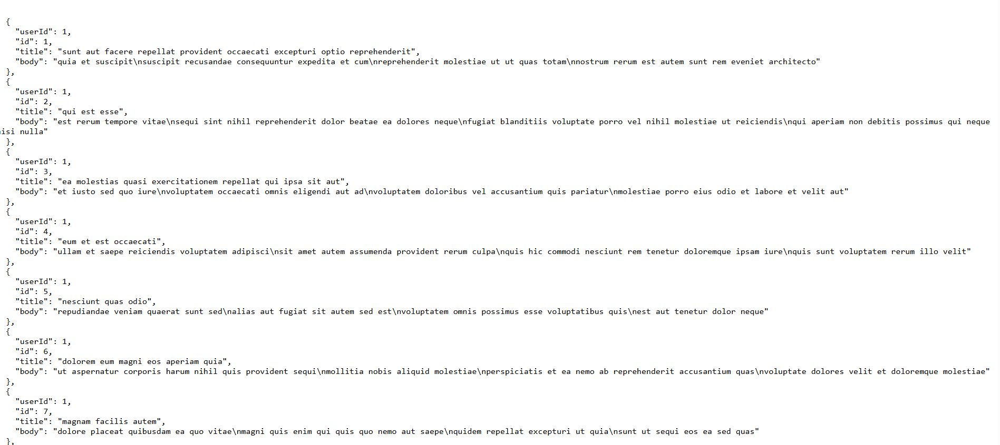 {
"userId": 1,
"id": 1,
"title": "sunt aut facere repellat provident occaecati excepturi optio reprehenderit",
"body": "quia et suscipit\nsuscipit recusandae consequuntur expedita et cum\nreprehenderit molestiae ut ut quas totam\nnostrum rerum est autem sunt rem eveniet architecto"
},
{
"userId": 1,
"id": 2,
"title": "qui est esse",
"body": "est rerum tempore vitae\nsequi sint nihil reprehenderit dolor beatae ea dolores neque\nfugiat blanditiis voluptate porro vel nihil molestiae ut reiciendis\nqui aperiam non debitis possimus qui neque
nulla"
},
{
"userId": 1,
"id": 3,
"title": "ea molestias quasi exercitationem repellat qui ipsa sit aut",
"body": "et iusto sed quo iure\nvoluptatem occaecati omnis eligendi aut ad\nvoluptatem doloribus vel accusantium quis pariatur\nmolestiae porro eius odio et labore et velit aut"
},
{
"userId": 1,
"id": 4,
"title": "eum et est occaecati",
"body": "ullam et saepe reiciendis voluptatem adipisci\nsit amet autem assumenda provident rerum culpa\nquis hic commodi nesciunt rem tenetur doloremque ipsam iure\nquis sunt voluptatem rerum illo velit"
},
{
"userId": 1,
"id": 5,
"title": "nesciunt quas odio",
"body": "repudiandae veniam quaerat sunt sed\nalias aut fugiat sit autem sed est\nvoluptatem omnis possimus esse voluptatibus quis\nest aut tenetur dolor neque"
},
{
"userId": 1,
"id": 6,
"title": "dolorem eum magni eos aperiam quia",
"body": "ut aspernatur corporis harum nihil quis provident sequi\nmollitia nobis aliquid molestiae\nperspiciatis et ea nemo ab reprehenderit accusantium quas\nvoluptate dolores velit et doloremque molestiae"
},
{
"userId": 1,
"id": 7,
"title": "magnam facilis autem",
"body": "dolore placeat quibusdam ea quo vitae\nmagni quis enim qui quis quo nemo aut saepe\nquidem repellat excepturi ut quia\nsunt ut sequi eos ea sed quas"
},